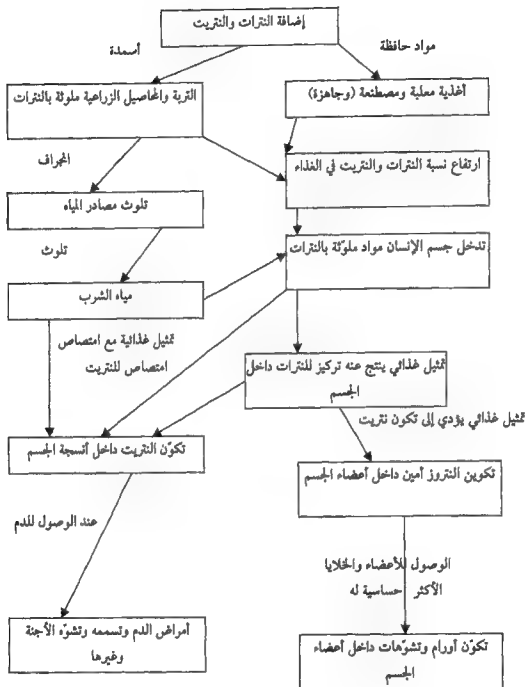 إضافة النترات والنتريت
أسمدة
مواد حافظة
التربة والمحاصيل الزراعية ملوثة بالنترات
أغذية معلبة ومصطنعة (وجاهزة)
انجراف
ارتفاع نسبة النترات والنتريت في الغذاء
تلوث مصادر المياه
تلوث
تدخل جسم الإنسان مواد ملوّثة بالنترات
مياه الشرب
تمثيل غذائية مع امتصاص
امتصاص للنتريت
تمثيل غذائي ينتج عنه تركيز للنترات داخل
الجسم
تمثيل غذائي يؤدي إلى تكون نتريت
تكوّن النتريت داخل أنسجة الجسم
تكوين النتروز أمين داخل أعضاء الجسم
عند الوصول للدم
الوصول للأعضاء والخلايا
الأكثر حساسية له
أمراض الدم وتسممه وتشوّه الأجنة
وغيرها
تكوّن أورام وتشوّهات داخل أعضاء
الجسم